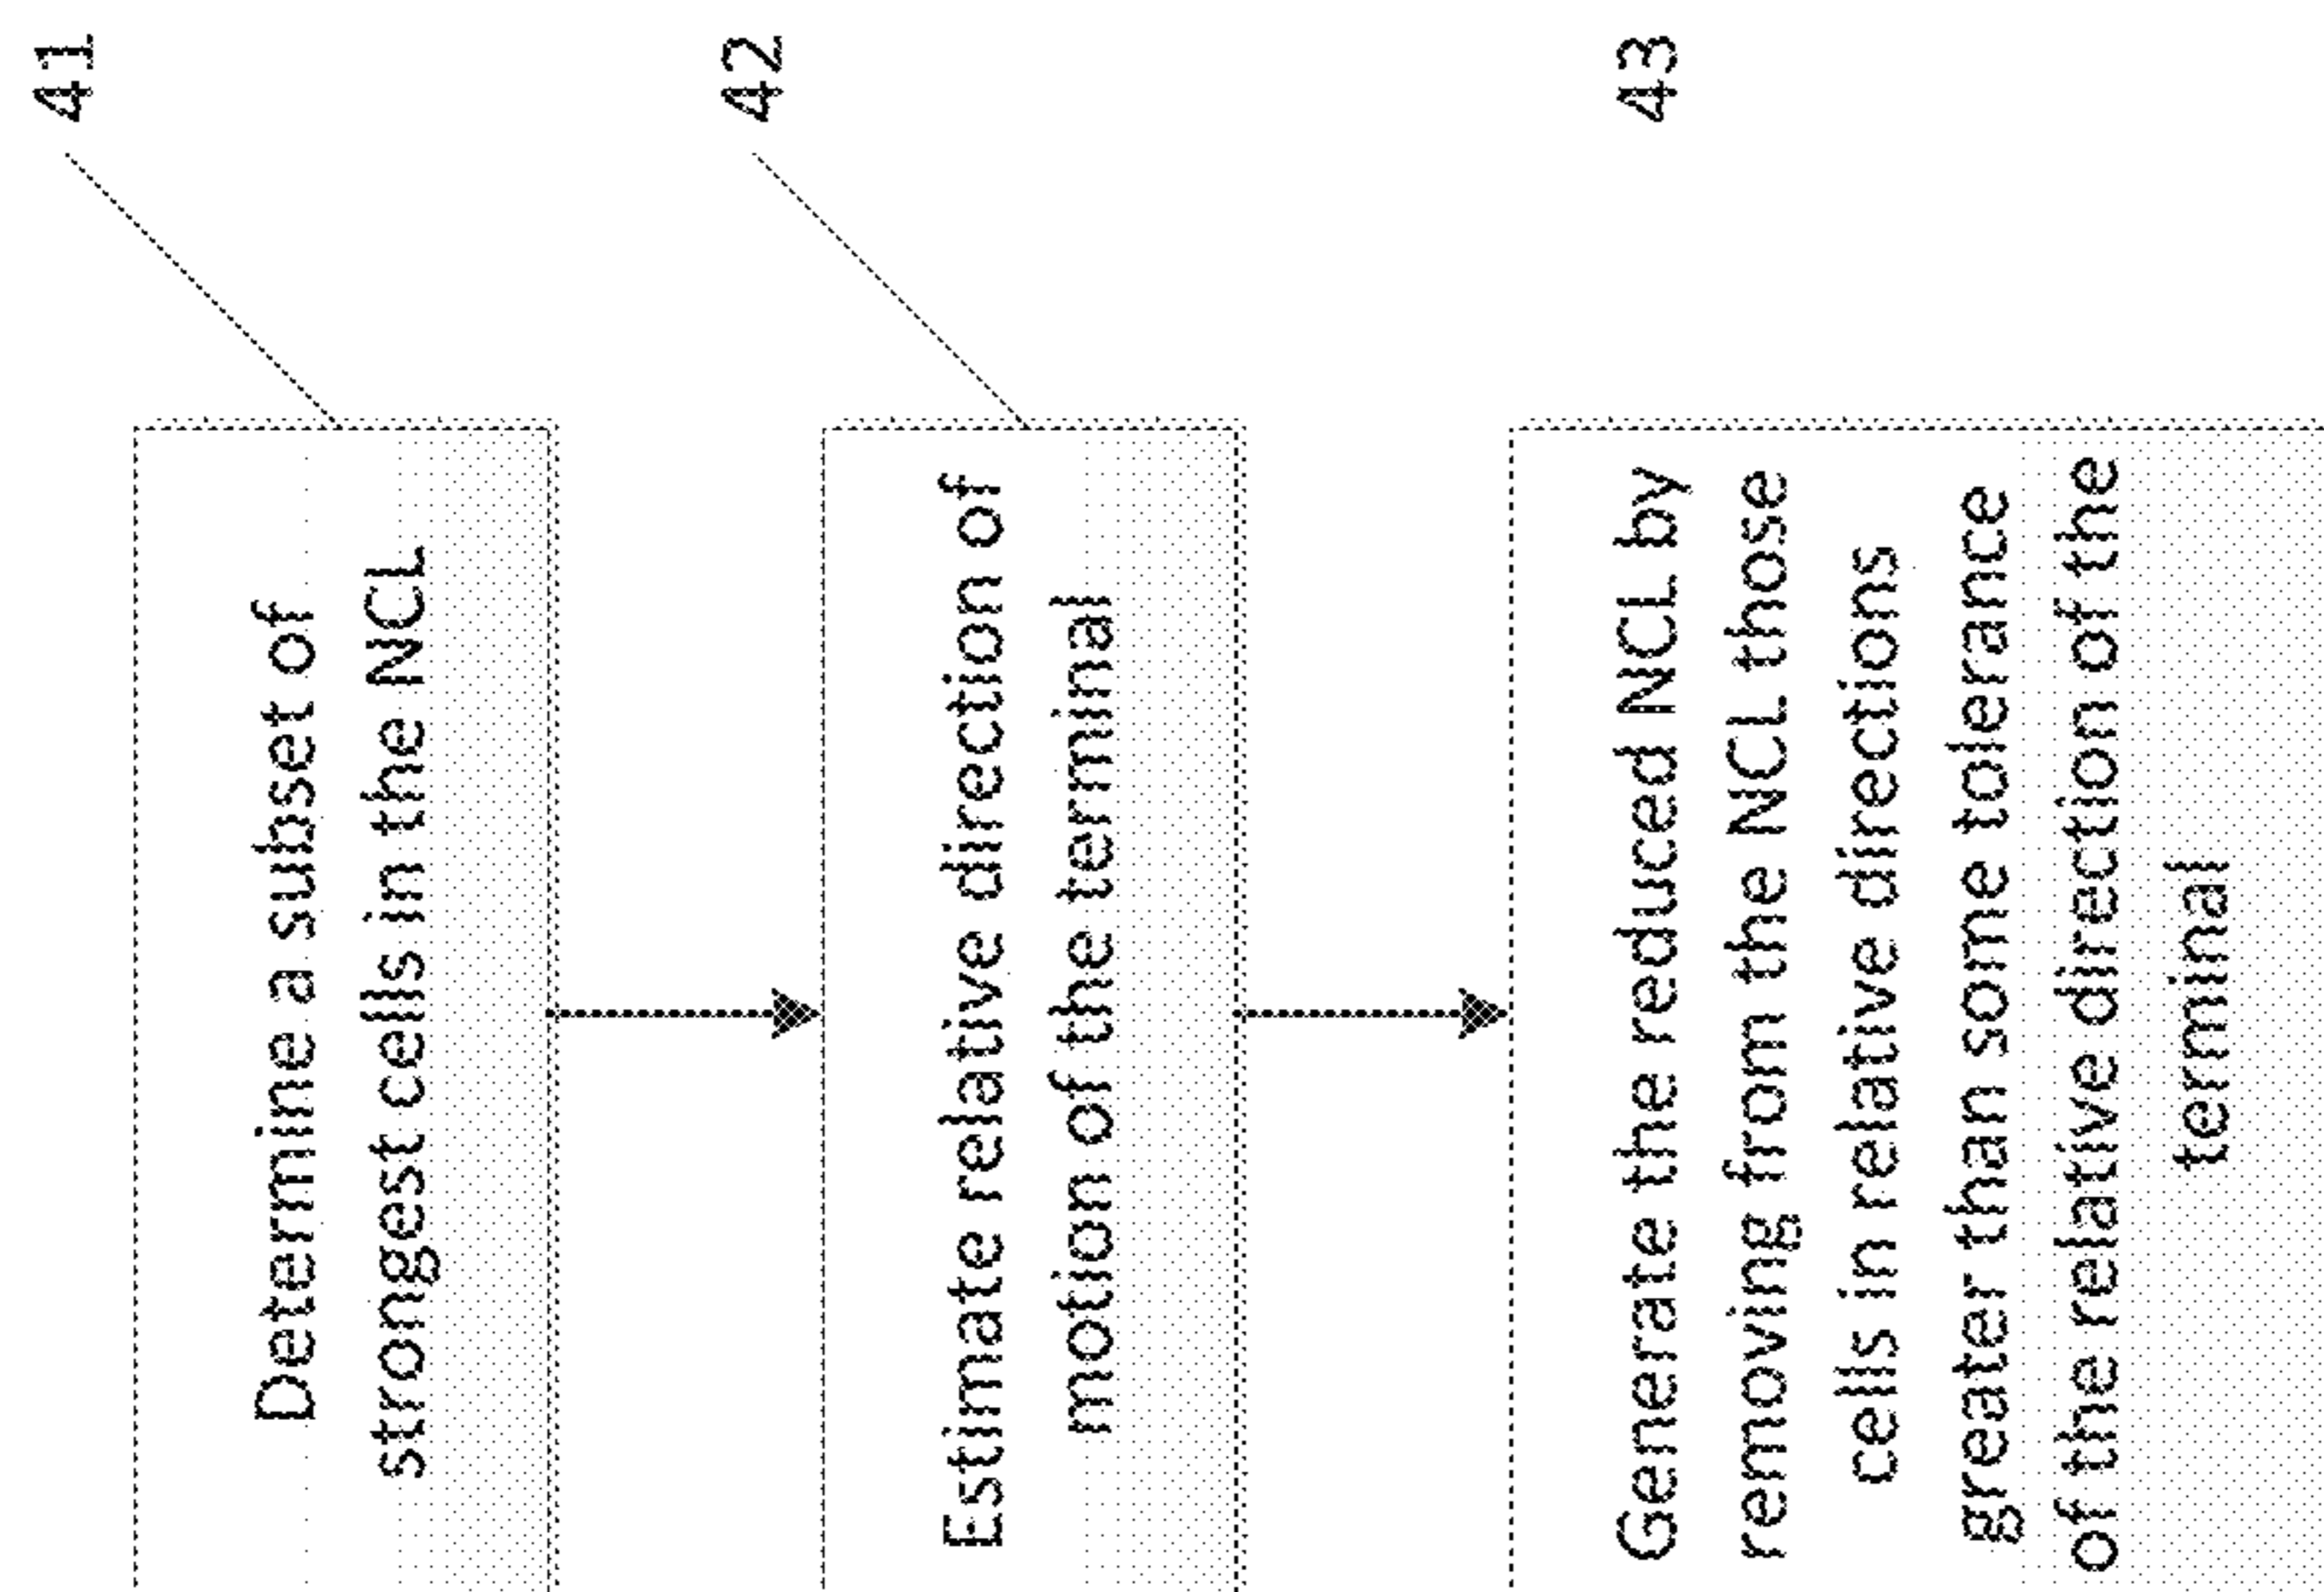 41
Determine a subset of
strongest cells in the NCL
42
Estimate relative direction of
motion of the terminal
43
Generate the reduced NCL by
removing from the NCL those
cells in relative directions
greater than some tolerance
of the relative direction of the
terminal